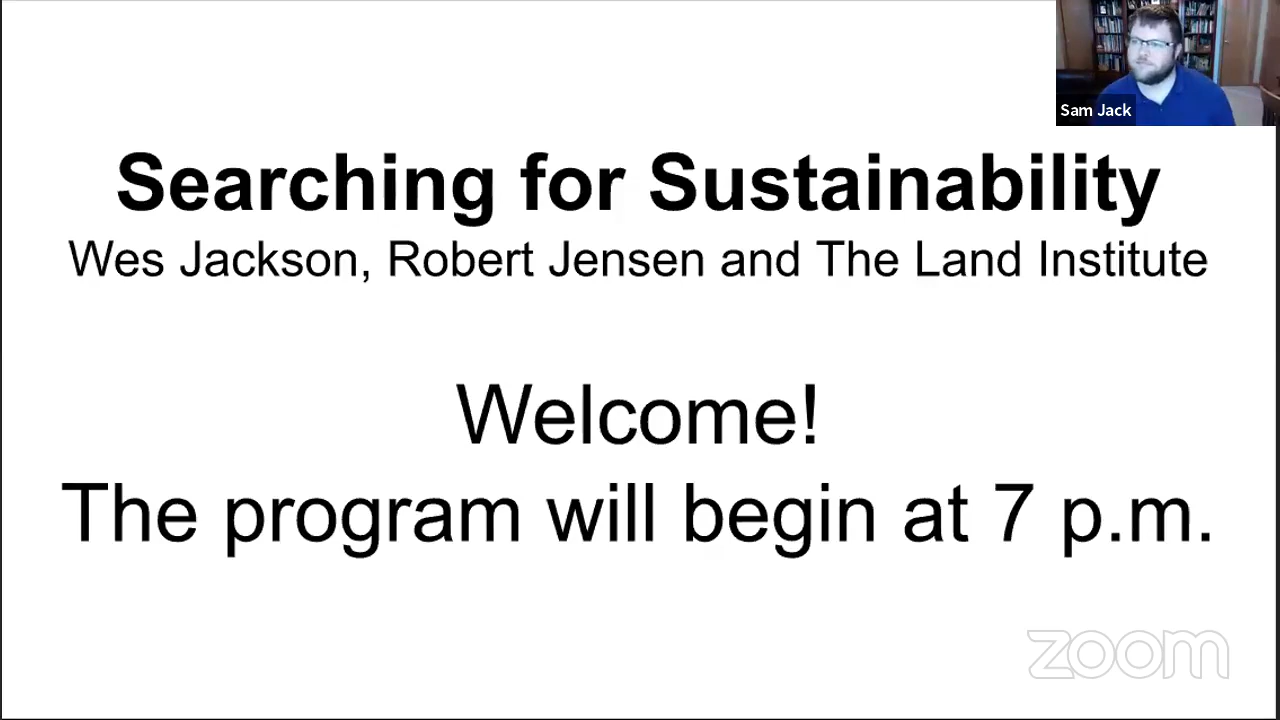 Sam Jack
Searching for Sustainability
Wes Jackson, Robert Jensen and The Land Institute
Welcome!
The program will begin at 7 p.m.
zoom